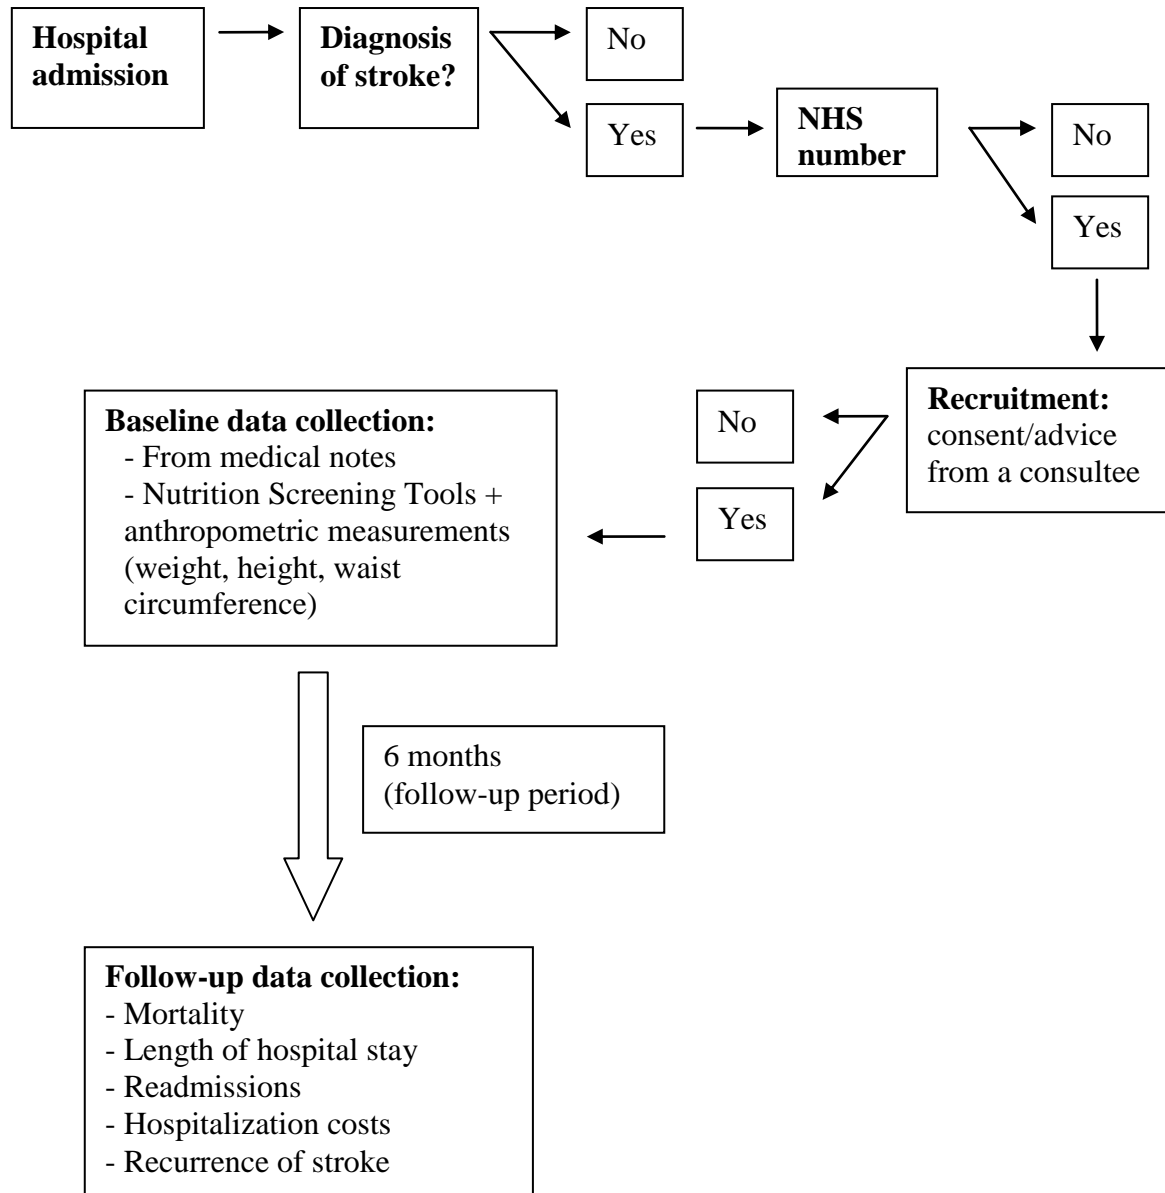 Hospital
admission
Diagnosis
of stroke?
No
Yes
NHS
number
No
Yes
Recruitment:
consent/advice
from a consultee
No
Yes
Baseline data collection:
- From medical notes
- Nutrition Screening Tools +
anthropometric measurements
(weight, height, waist
circumference)
6 months
(follow-up period)
Follow-up data collection:
- Mortality
- Length of hospital stay
- Readmissions
- Hospitalization costs
- Recurrence of stroke